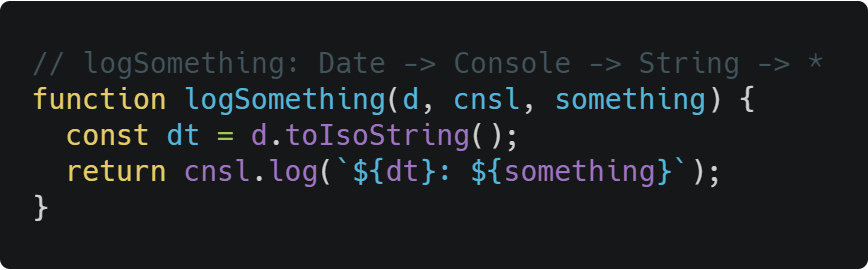 // logSomething: Date -> Console -> String -> *
function logSomething(d, cnsl, something) {
  const dt = d.toIsoString();
  return cnsl.log(`${dt}: ${something}`);
}